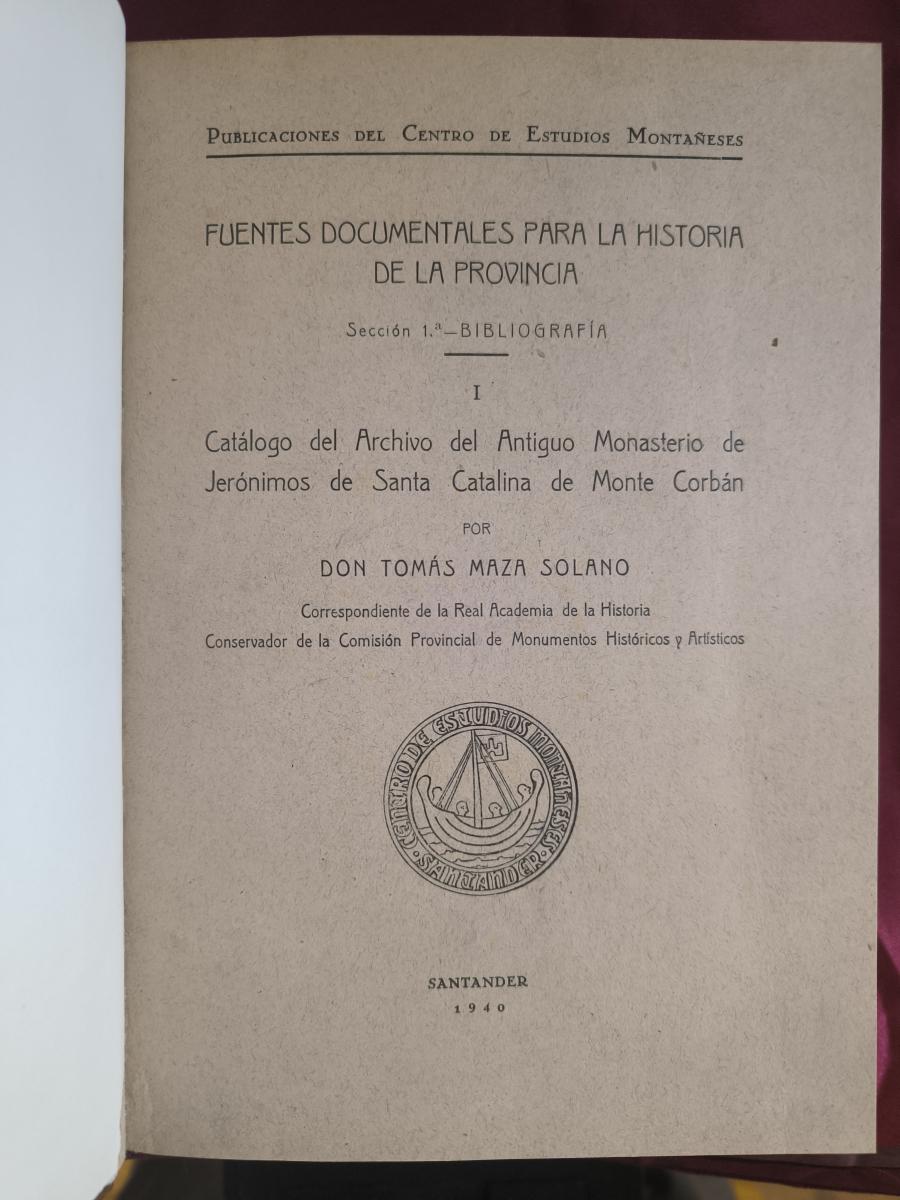 Publicaciones del Centro de Estudios Montañeses
FUENTES DOCUMENTALES PARA LA HISTORIA
DE LA PROVINCIA
Sección 1.ª—BIBLIOGRAFÍA
I
Catálogo del Archivo del Antiguo Monasterio de
Jerónimos de Santa Catalina de Monte Corbán
POR
DON TOMÁS MAZA SOLANO
Correspondiente de la Real Academia de la Historia
Conservador de la Comisión Provincial de Monumentos Históricos y Artísticos
CENTRO DE ESTUDIOS MONTAÑESES
· SANTANDER ·
SANTANDER
1940